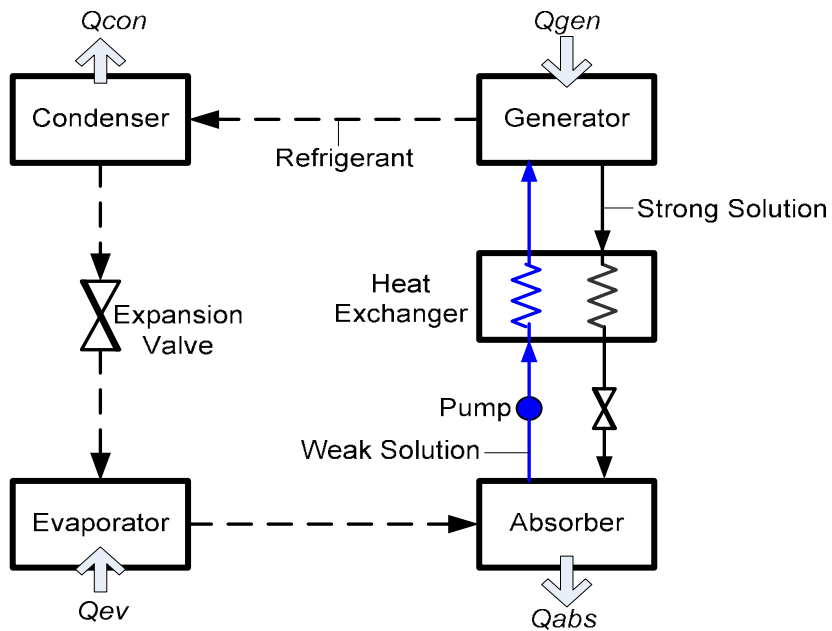 Qcon
Qgen
Condenser
Generator
Refrigerant
Strong Solution
Heat
Exchanger
Expansion
Valve
Pump
Weak Solution
Evaporator
Absorber
Qev
Qabs